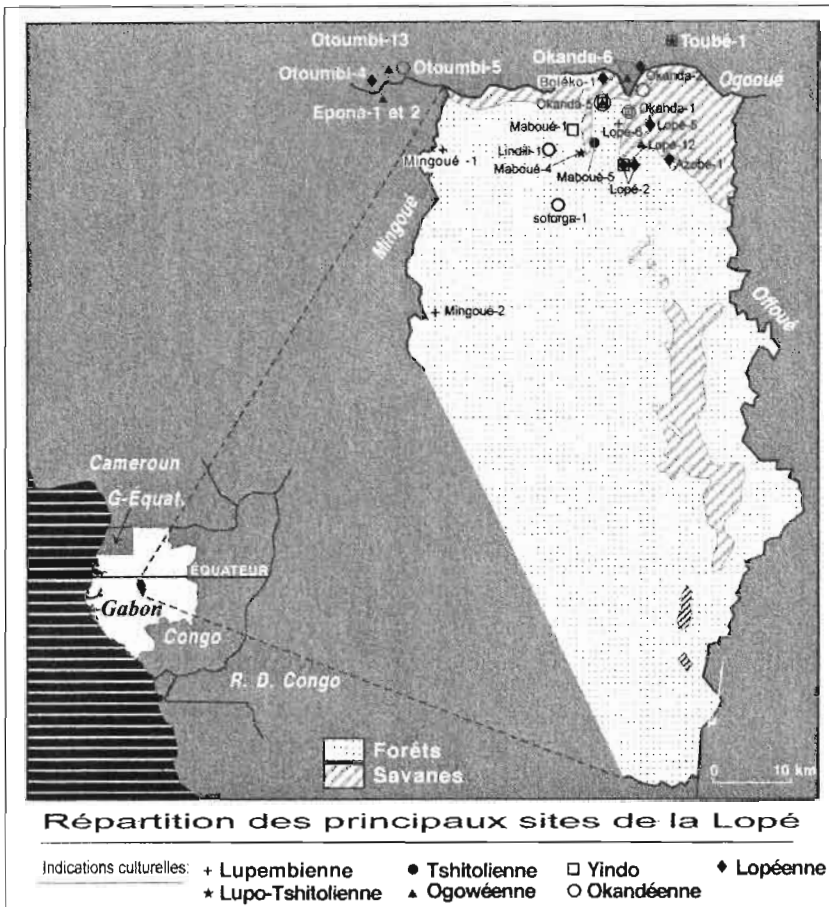 Otoumbi-13
Okanda-6
Toubé-1
Otoumbi-4
Otoumbi-5
Boléko-1
Okanda-2
Ogooué
Epona-1 et 2
Okanda-5
Okanda-1
Maboué-1
Lopé-6
Lopé-5
Mingoué -1
Lindili-1
Lopé-12
Maboué-4
Maboué-5
Azobé-1
Lopé-2
Mingoué
Mingoué-2
Offoué
Cameroun
G-Équat.
ÉQUATEUR
Gabon
Congo
R. D. Congo
Forêts
Savanes
0 10 km
Répartition des principaux sites de la Lopé
Indications culturelles: + Lupembienne ● Tshitolienne □ Yindo ♦ Lopéenne
★ Lupo-Tshitolienne ▲ Ogowéenne ○ Okandéenne